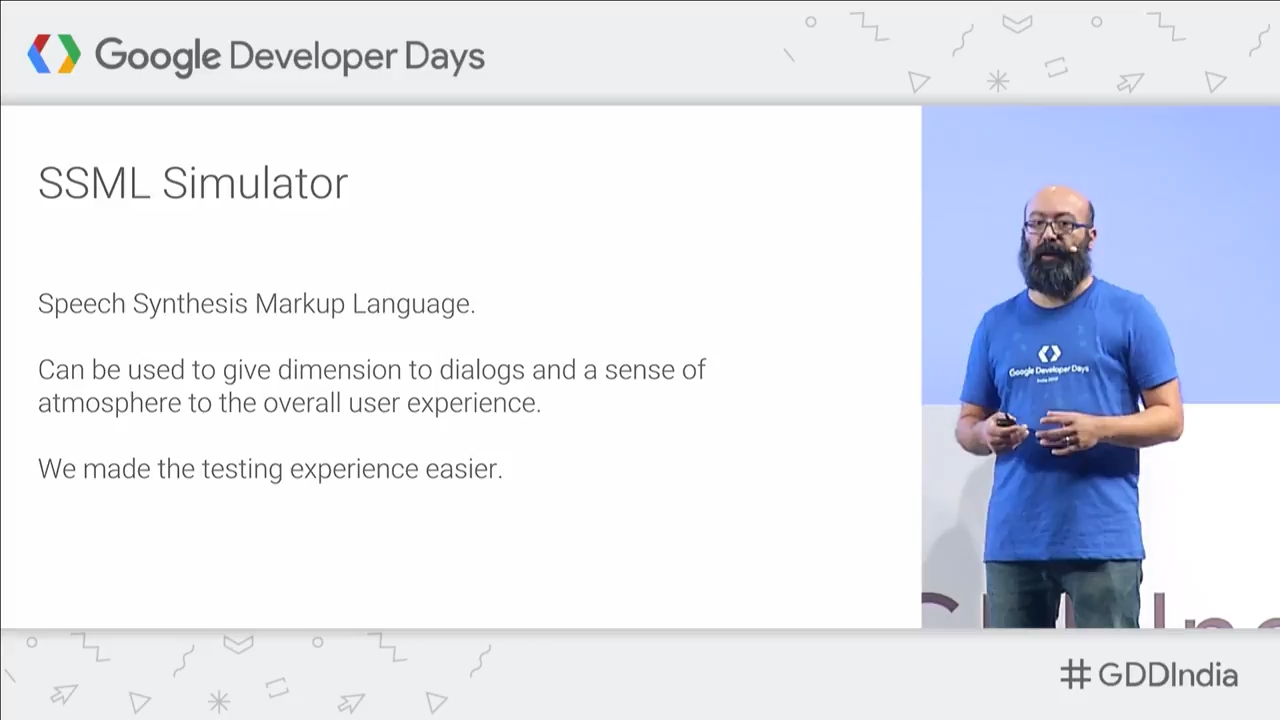 Google Developer Days
SSML Simulator
Speech Synthesis Markup Language.
Can be used to give dimension to dialogs and a sense of
atmosphere to the overall user experience.
We made the testing experience easier.
Google Developer Days
#GDDIndia